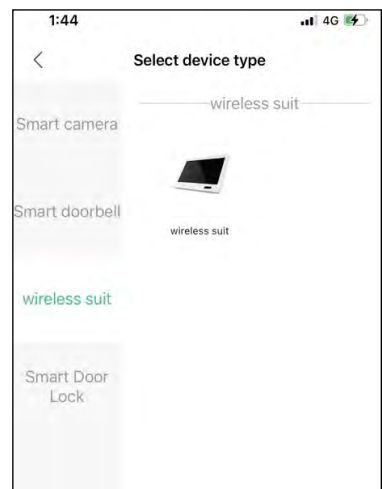 1:44
4G
Select device type
wireless suit
Smart camera
wireless suit
Smart doorbell
wireless suit
Smart Door
Lock